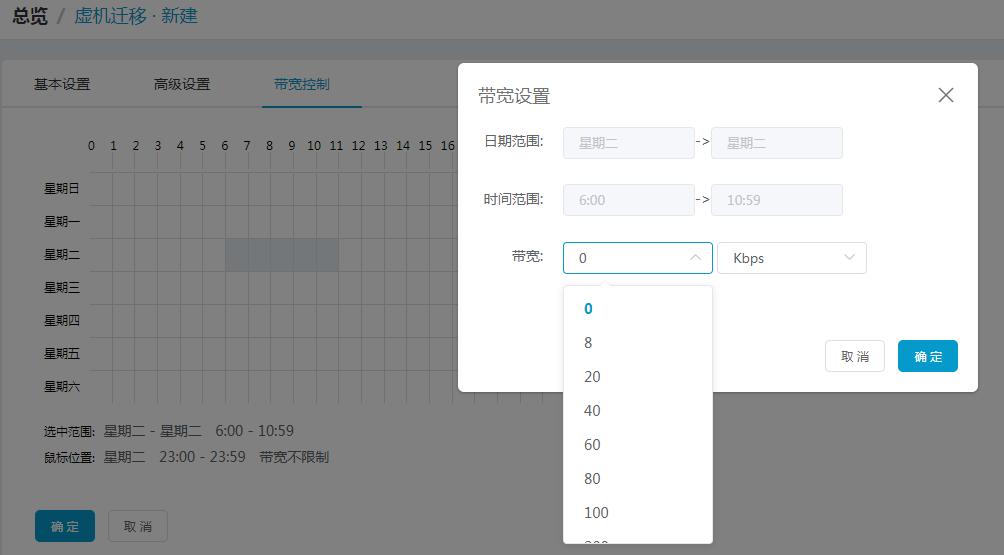 总览 / 虚机迁移 · 新建
基本设置 高级设置 带宽控制
0 1 2 3 4 5 6 7 8 9 10 11 12 13 14 15 16
星期日
星期一
星期二
星期三
星期四
星期五
星期六
选中范围: 星期二 - 星期二 6:00 - 10:59
鼠标位置: 星期二 23:00 - 23:59 带宽不限制
确定 取消
带宽设置
日期范围: 星期二 -> 星期二
时间范围: 6:00 -> 10:59
带宽: 0 Kbps
0
8
20
40
60
80
100
取消 确定